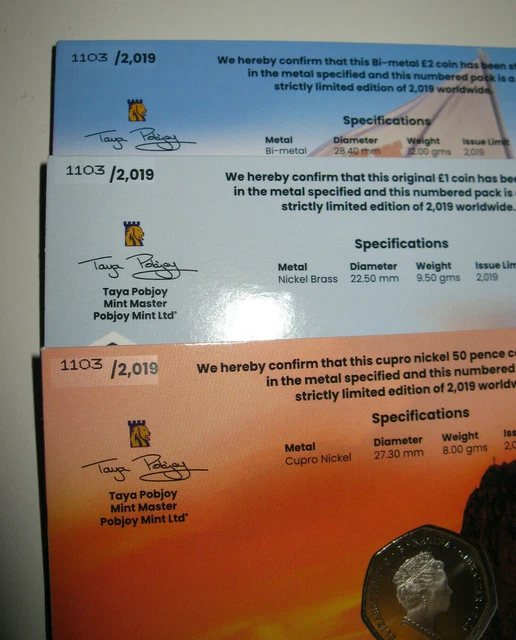 1103 /2,019
We hereby confirm that this Bi-metal £2 coin has been
in the metal specified and this numbered pack is a
strictly limited edition of 2,019 worldwide.
Taya Pobjoy
Specifications
Metal Diameter Weight Issue Limit
Bi-metal 28.40 mm 12.00 gms 2,019
1103 /2,019
We hereby confirm that this original £1 coin has
in the metal specified and this numbered pack is
strictly limited edition of 2,019 worldwide.
Taya Pobjoy
Taya Pobjoy
Mint Master
Pobjoy Mint Ltd
Specifications
Metal Diameter Weight Issue
Nickel Brass 22.50 mm 9.50 gms 2,019
1103 /2,019
We hereby confirm that this cupro nickel 50 pence
in the metal specified and this numbered
strictly limited edition of 2,019
Taya Pobjoy
Taya Pobjoy
Mint Master
Pobjoy Mint Ltd
Specifications
Metal Diameter Weight
Cupro Nickel 27.30 mm 8.00 gms